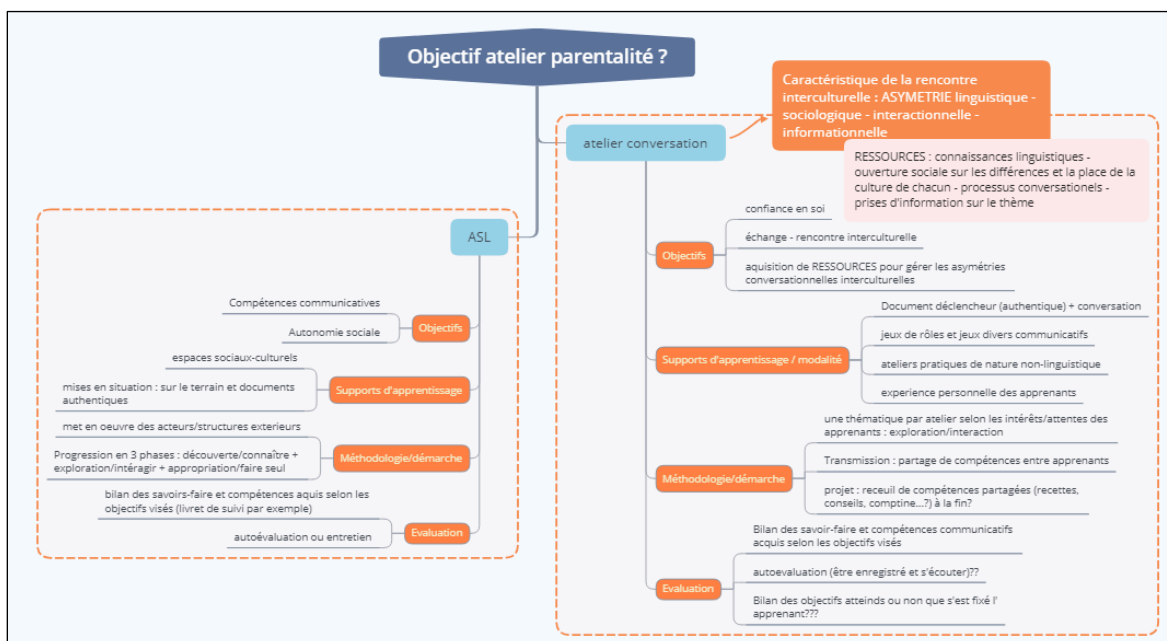 Objectif atelier parentalité ?
Caractéristique de la rencontre
interculturelle : ASYMETRIE linguistique -
sociologique - interactionnelle -
informationnelle
RESSOURCES : connaissances linguistiques -
ouverture sociale sur les différences et la place de la
culture de chacun - processus conversationels -
prises d'information sur le thème
ASL
Compétences communicatives
Autonomie sociale
Objectifs
espaces sociaux-culturels
mises en situation : sur le terrain et documents
authentiques
Supports d'apprentissage
met en oeuvre des acteurs/structures exterieurs
Progression en 3 phases : découverte/connaître +
exploration/intéragir + appropriation/faire seul
Méthodologie/démarche
bilan des savoirs-faire et compétences aquis selon les
objectifs visés (livret de suivi par exemple)
autoévaluation ou entretien
Evaluation
atelier conversation
Objectifs
confiance en soi
échange - rencontre interculturelle
aquisition de RESSOURCES pour gérer les asymétries
conversationnelles interculturelles
Supports d'apprentissage / modalité
Document déclencheur (authentique) + conversation
jeux de rôles et jeux divers communicatifs
ateliers pratiques de nature non-linguistique
experience personnelle des apprenants
Méthodologie/démarche
une thématique par atelier selon les intérêts/attentes des
apprenants : exploration/interaction
Transmission : partage de compétences entre apprenants
projet : receuil de compétences partagées (recettes,
conseils, comptine...?) à la fin?
Evaluation
Bilan des savoir-faire et compétences communicatifs
acquis selon les objectifs visés
autoevaluation (être enregistré et s'écouter)??
Bilan des objectifs atteinds ou non que s'est fixé l'
apprenant???